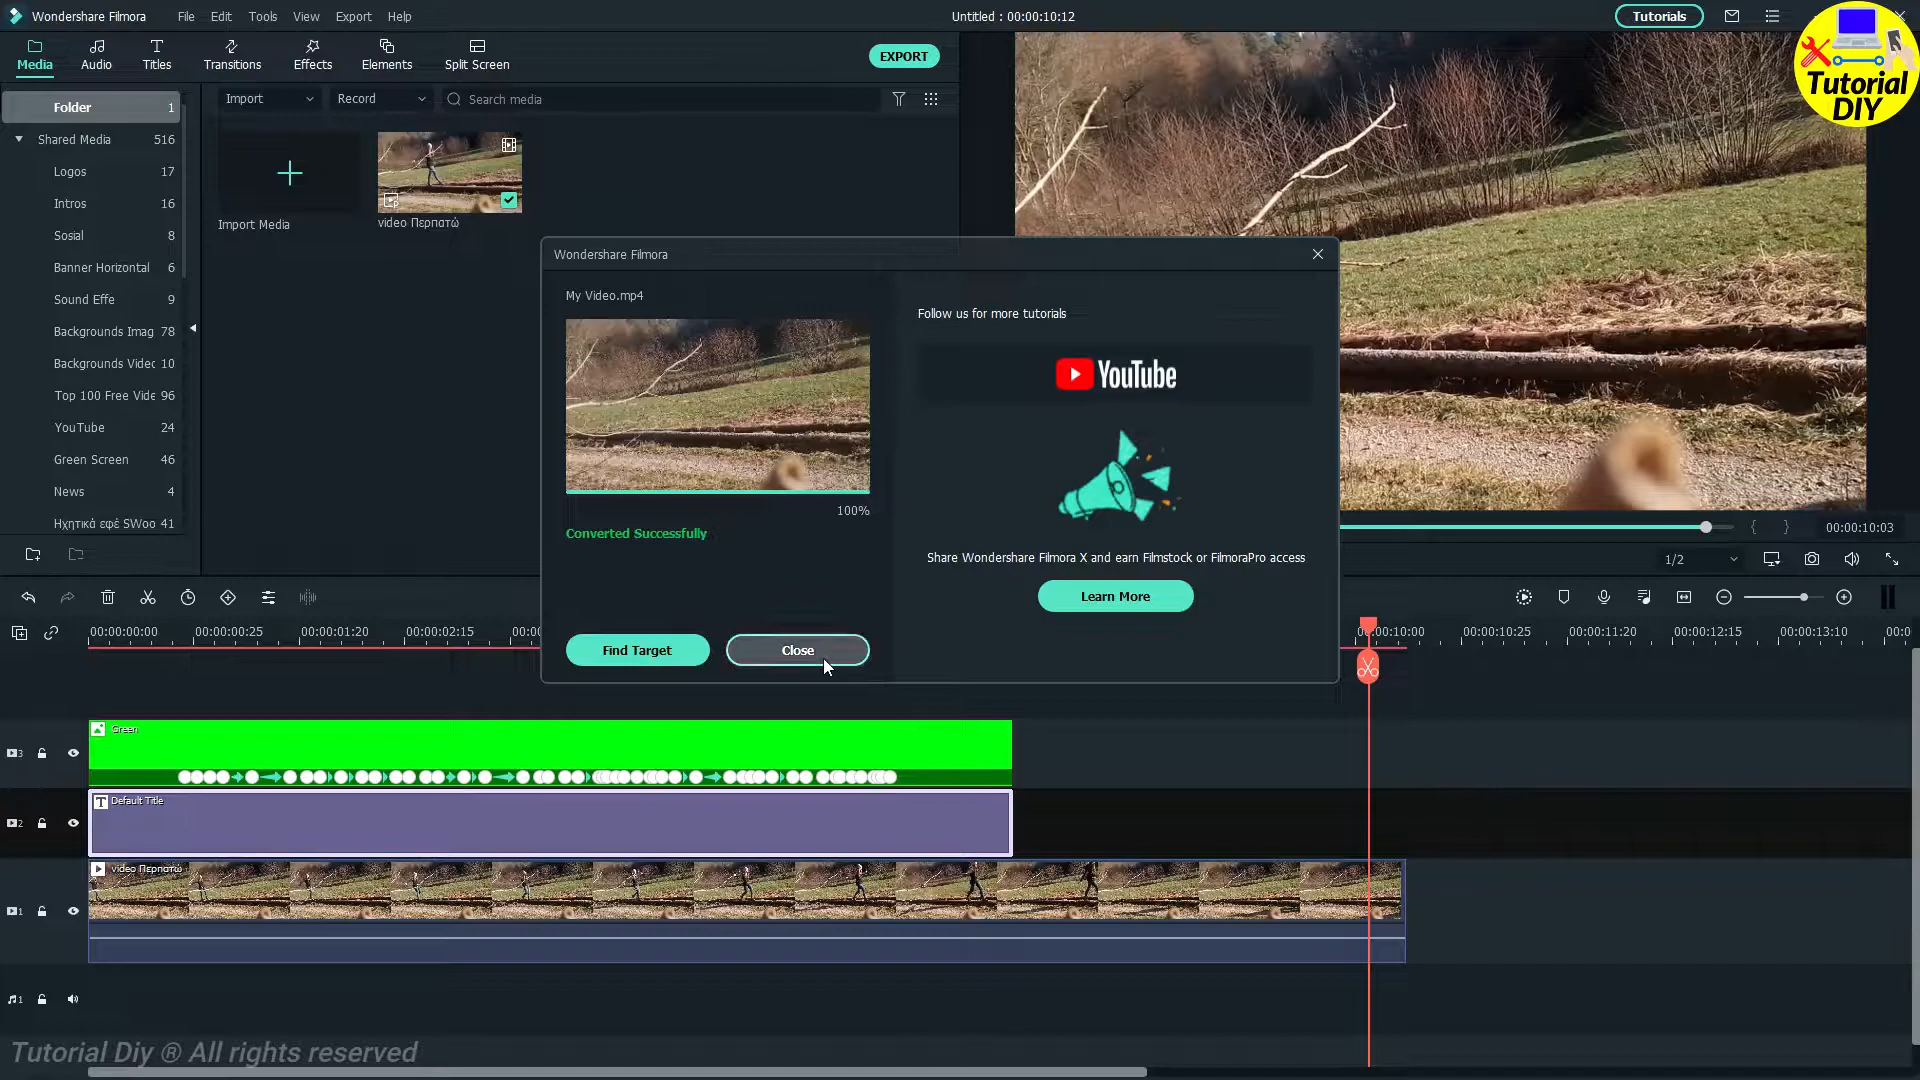 Wondershare Filmora
File
Edit
Tools
View
Export
Help
Untitled : 00:00:10:12
Tutorials
Media
Audio
Titles
Transitions
Effects
Elements
Split Screen
EXPORT
Tutorial
DIY
Folder 1
Import
Record
Search media
Shared Media 516
Logos 17
Intros 16
Sosial 8
Banner Horizontal 6
Sound Effe 9
Backgrounds Imag 78
Backgrounds Videc 10
Top 100 Free Vide 96
YouTube 24
Green Screen 46
News 4
Ηχητικά εφέ SWoo 41
Import Media
video Περπατώ
Wondershare Filmora
My Video.mp4
100%
Converted Successfully
Find Target
Close
Follow us for more tutorials
YouTube
Share Wondershare Filmora X and earn Filmstock or FilmoraPro access
Learn More
00:00:10:03
1/2
00:00:00:00
00:00:00:25
00:00:01:20
00:00:02:15
00:00:10:00
00:00:10:25
00:00:11:20
00:00:12:15
00:00:13:10
3
Green
2
Default Title
1
video Περπατώ
1
Tutorial Diy ® All rights reserved